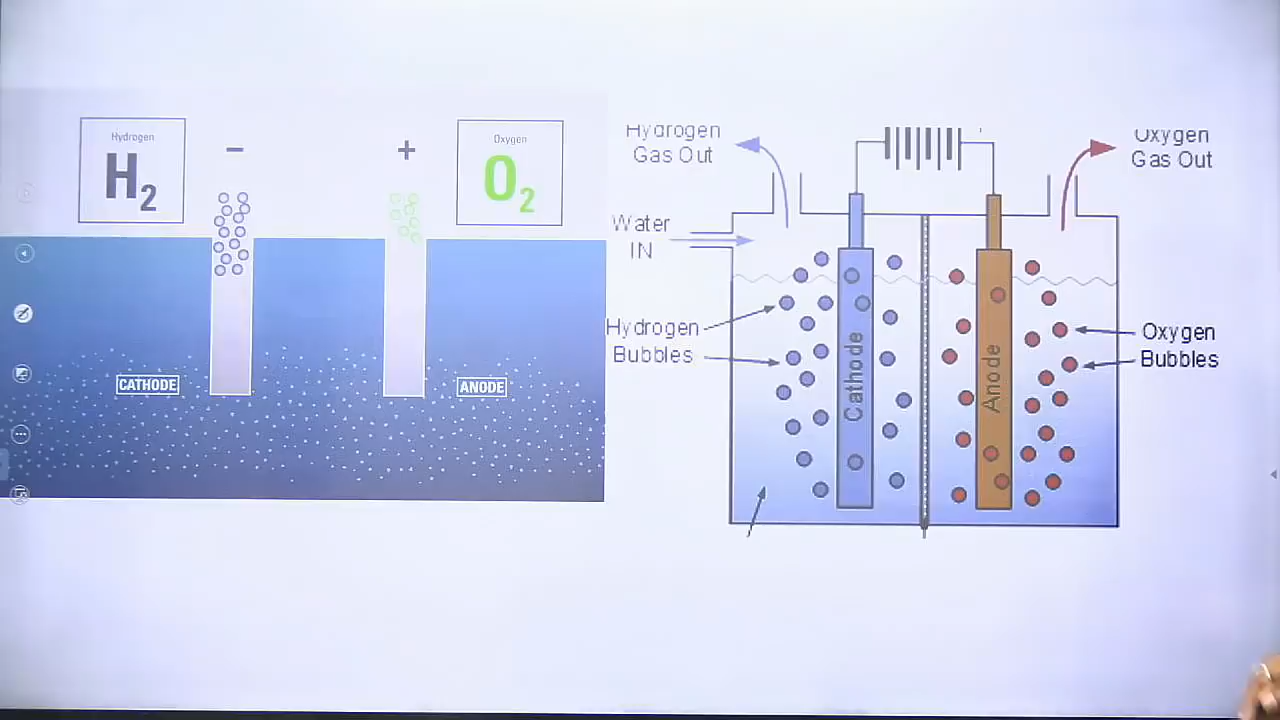 Hydrogen
H2
−
+
Oxygen
O2
CATHODE
ANODE
Hydrogen
Gas Out
Oxygen
Gas Out
Water
IN
Hydrogen
Bubbles
Cathode
Anode
Oxygen
Bubbles